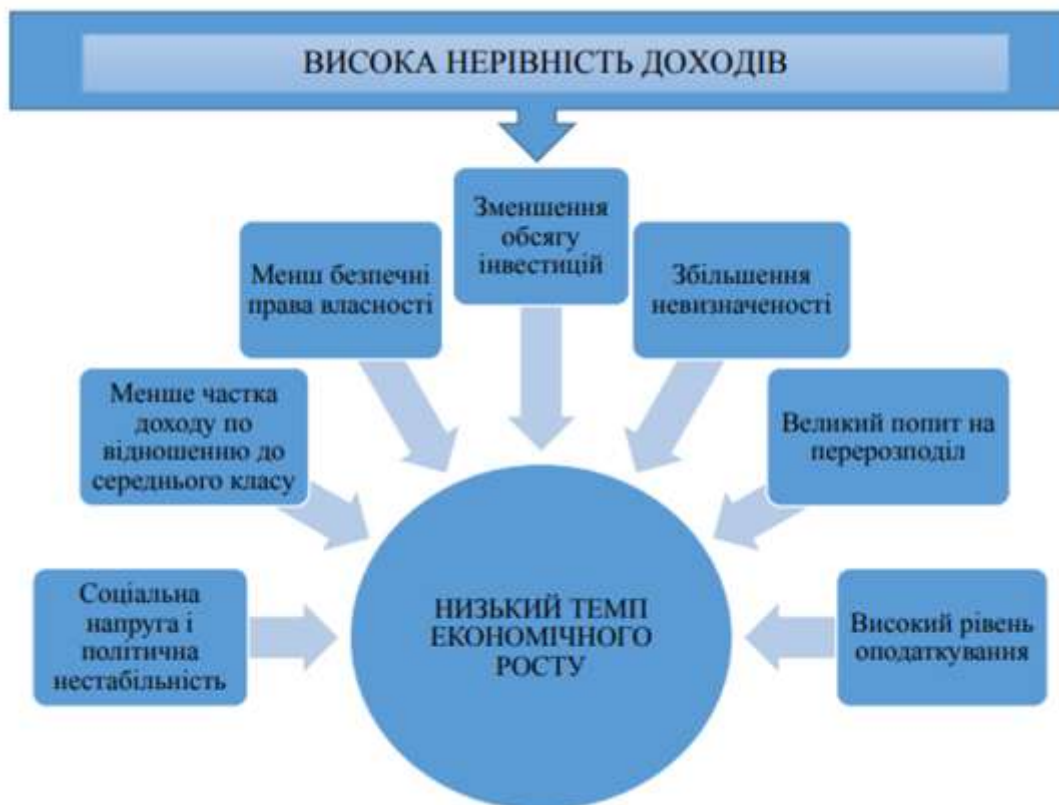 ВИСОКА НЕРІВНІСТЬ ДОХОДІВ
Зменшення
обсягу
інвестицій
Менш безпечні
права власності
Збільшення
невизначеності
Менше частка
доходу по
відношенню до
середнього класу
Великий попит на
перерозподіл
Соціальна
напруга і
політична
нестабільність
НИЗЬКИЙ ТЕМП
ЕКОНОМІЧНОГО
РОСТУ
Високий рівень
оподаткування